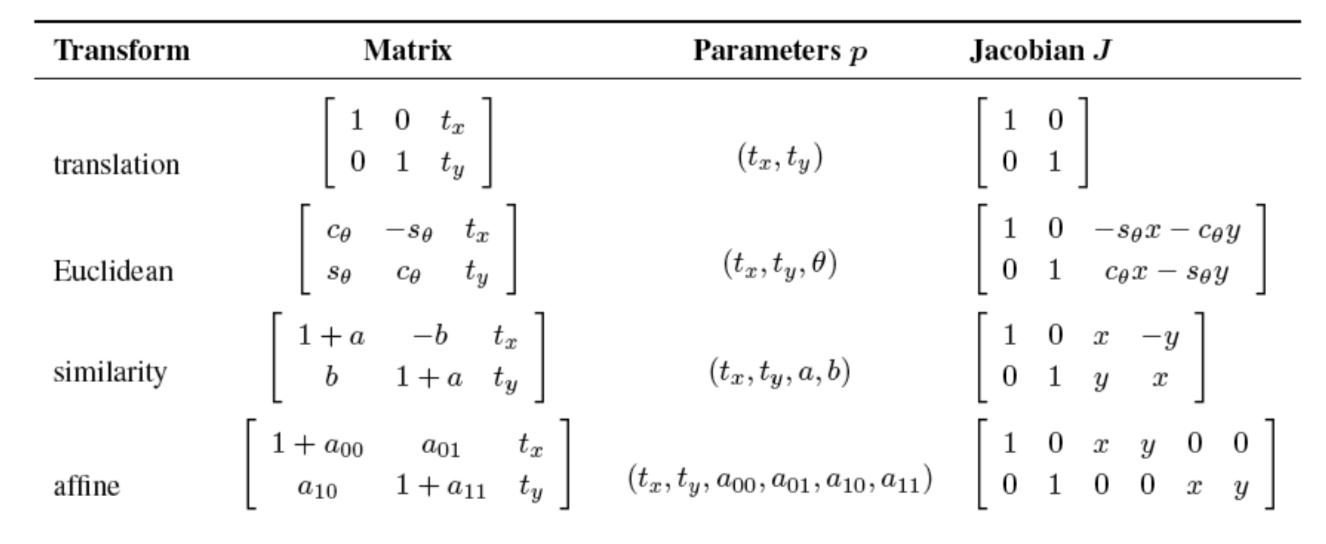 Transform Matrix Parameters p Jacobian J
translation [ 1 0 t_x ; 0 1 t_y ] (t_x, t_y) [ 1 0 ; 0 1 ]
Euclidean [ c_θ −s_θ t_x ; s_θ c_θ t_y ] (t_x, t_y, θ) [ 1 0 −s_θx − c_θy ; 0 1 c_θx − s_θy ]
similarity [ 1 + a −b t_x ; b 1 + a t_y ] (t_x, t_y, a, b) [ 1 0 x −y ; 0 1 y x ]
affine [ 1 + a_00 a_01 t_x ; a_10 1 + a_11 t_y ] (t_x, t_y, a_00, a_01, a_10, a_11) [ 1 0 x y 0 0 ; 0 1 0 0 x y ]